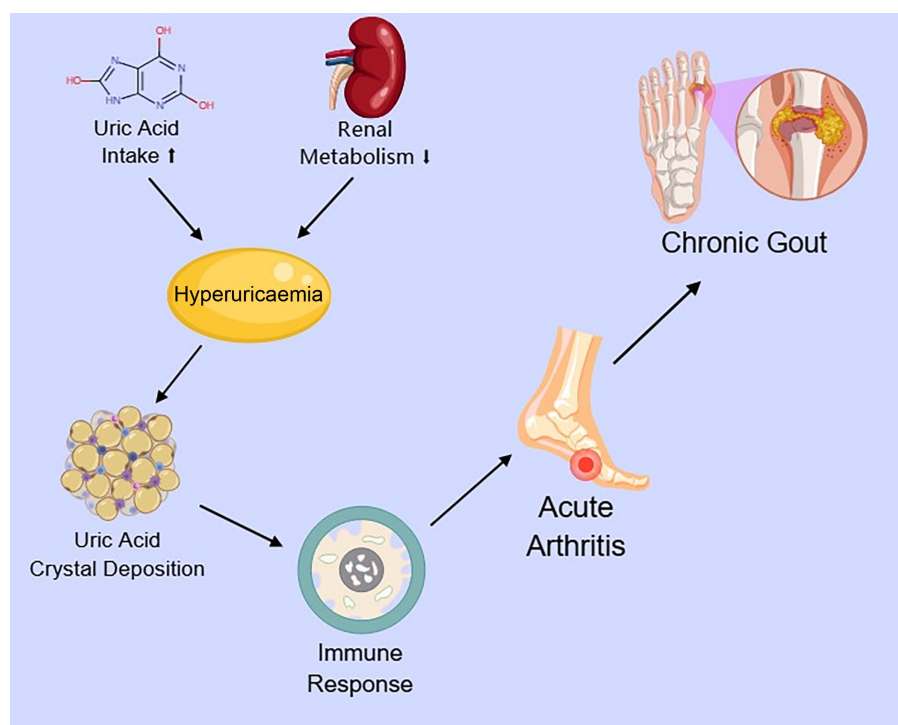 OH
N
N
HO
HN
N
OH
Uric Acid
Intake ⬆
Renal
Metabolism ⬇
Hyperuricaemia
Uric Acid
Crystal Deposition
Immune
Response
Acute
Arthritis
Chronic Gout